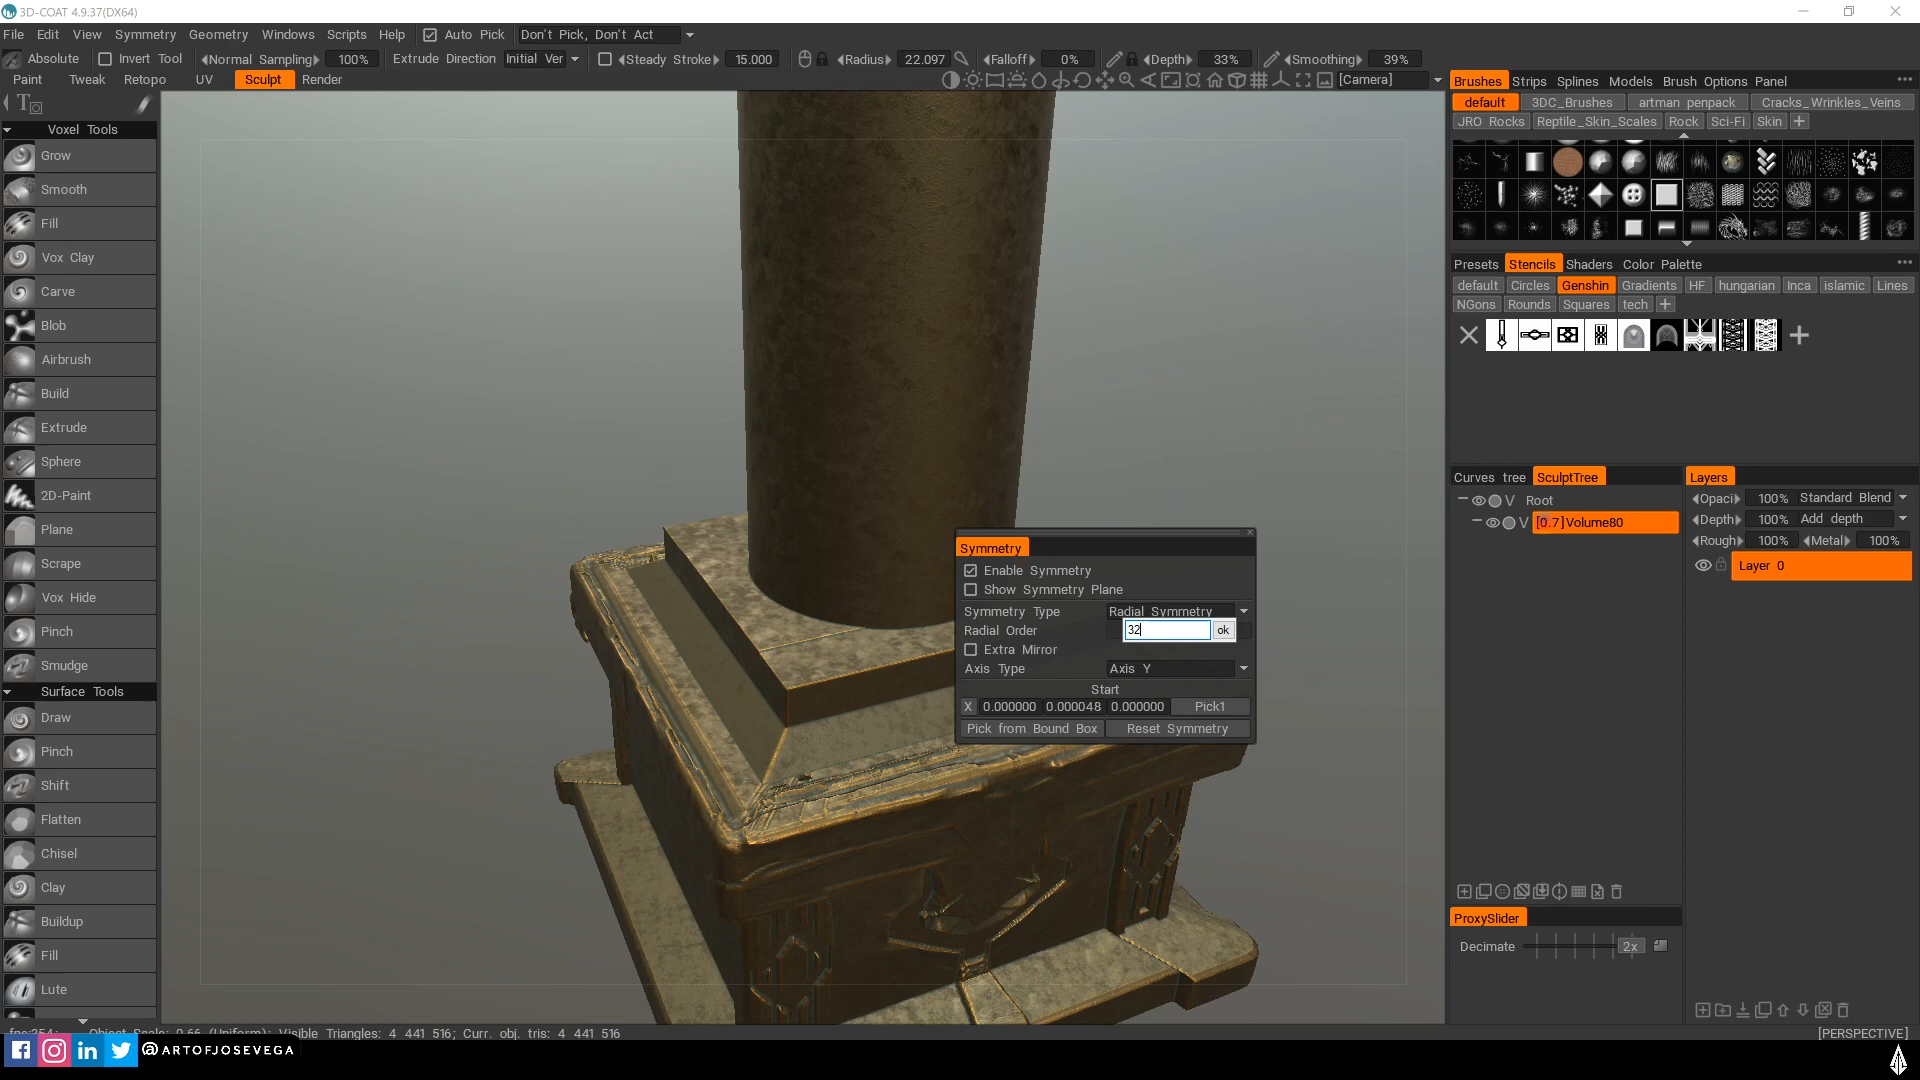 3D-COAT 4.9.37(DX64)
File Edit View Symmetry Geometry Windows Scripts Help Auto Pick Don't Pick, Don't Act
Absolute Invert Tool Normal Sampling 100% Extrude Direction Initial Ver Steady Stroke 15.000 Radius 22.097 Falloff 0% Depth 33% Smoothing 39%
Paint Tweak Retopo UV Sculpt Render [Camera]
Voxel Tools
Grow
Smooth
Fill
Vox Clay
Carve
Blob
Airbrush
Build
Extrude
Sphere
2D-Paint
Plane
Scrape
Vox Hide
Pinch
Smudge
Surface Tools
Draw
Pinch
Shift
Flatten
Chisel
Clay
Buildup
Fill
Lute
Symmetry
Enable Symmetry
Show Symmetry Plane
Symmetry Type Radial Symmetry
Radial Order 32 ok
Extra Mirror
Axis Type Axis Y
Start
X 0.000000 0.000048 0.000000 Pick1
Pick from Bound Box Reset Symmetry
Brushes Strips Splines Models Brush Options Panel
default 3DC_Brushes artman penpack Cracks_Wrinkles_Veins
JRO Rocks Reptile_Skin_Scales Rock Sci-Fi Skin +
Presets Stencils Shaders Color Palette
default Circles Genshin Gradients HF hungarian Inca islamic Lines
NGons Rounds Squares tech +
Curves tree SculptTree
V Root
V [0.7]Volume80
Layers
Opaci 100% Standard Blend
Depth 100% Add depth
Rough 100% Metal 100%
Layer 0
ProxySlider
Decimate 2x
fps:254; Object Scale: 0.66 (Uniform); Visible Triangles: 4 441 516; Curr. obj. tris: 4 441 516
[PERSPECTIVE]
@ARTOFJOSEVEGA